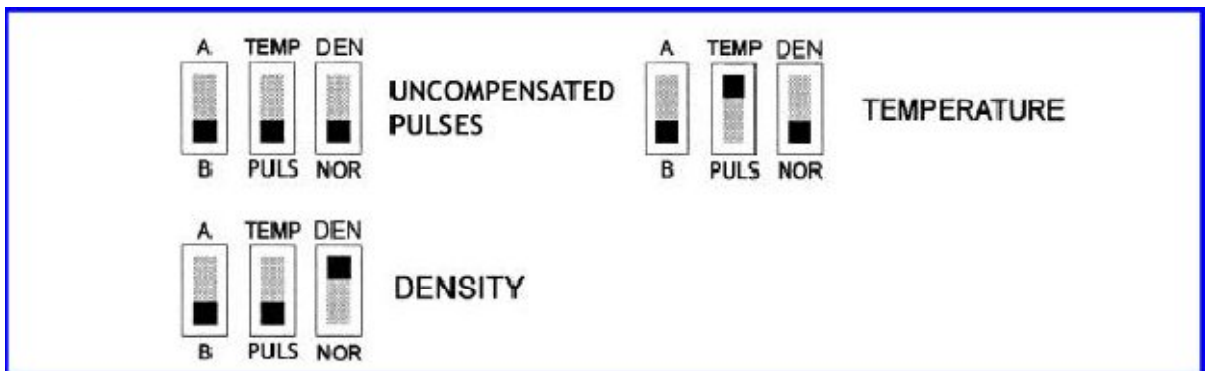 A TEMP DEN
UNCOMPENSATED
PULSES
B PULS NOR
A TEMP DEN
TEMPERATURE
B PULS NOR
A TEMP DEN
DENSITY
B PULS NOR